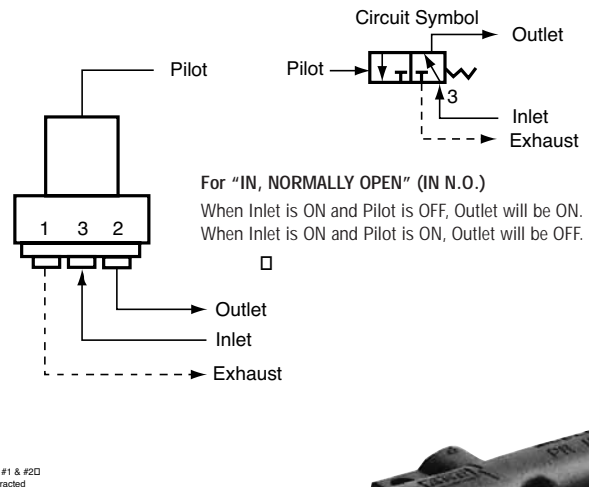 Circuit Symbol
Outlet
Pilot
3
Inlet
Exhaust
Pilot
For “IN, NORMALLY OPEN” (IN N.O.)
When Inlet is ON and Pilot is OFF, Outlet will be ON.
When Inlet is ON and Pilot is ON, Outlet will be OFF.
1 3 2
Outlet
Inlet
Exhaust
#1 & #2
racted